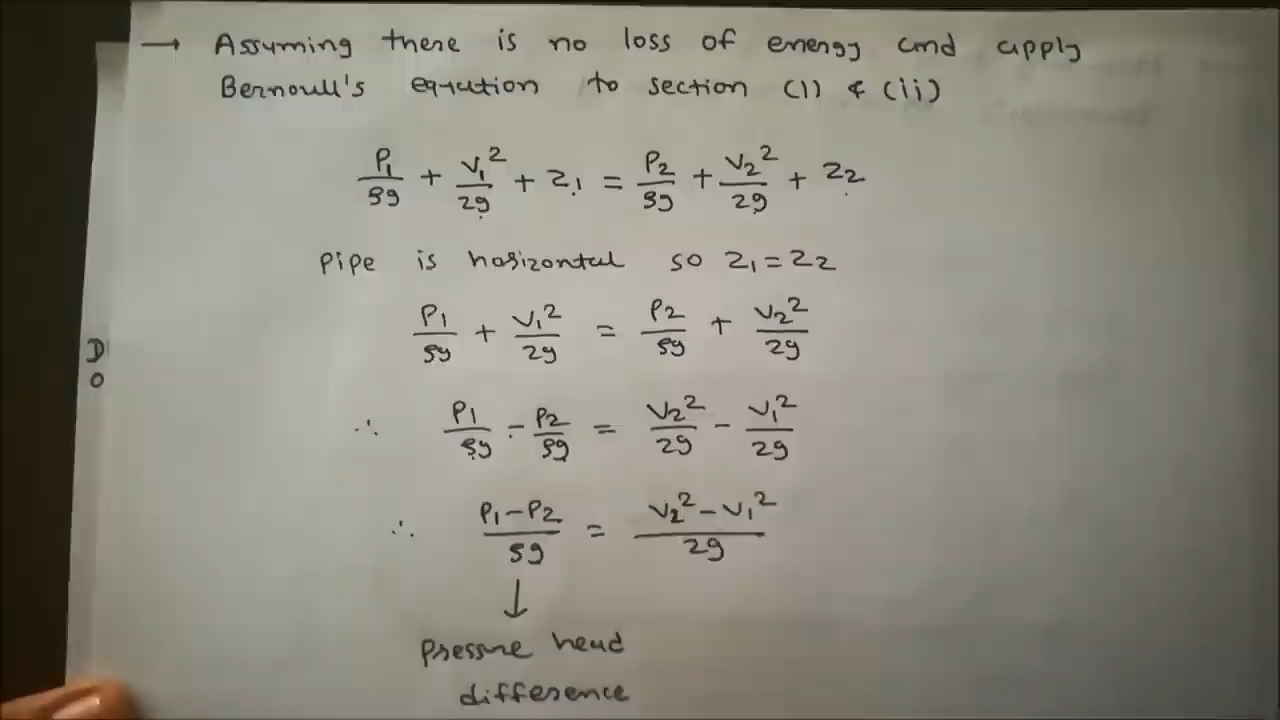 → Assuming there is no loss of energy and apply
Bernoull's equation to section (i) & (ii)
P₁/ρg + V₁²/2g + Z₁ = P₂/ρg + V₂²/2g + Z₂
Pipe is horizontal so Z₁ = Z₂
P₁/ρg + V₁²/2g = P₂/ρg + V₂²/2g
∴ P₁/ρg - P₂/ρg = V₂²/2g - V₁²/2g
∴ P₁-P₂/ρg = V₂²-V₁²/2g
↓
Pressure head
difference
D
O